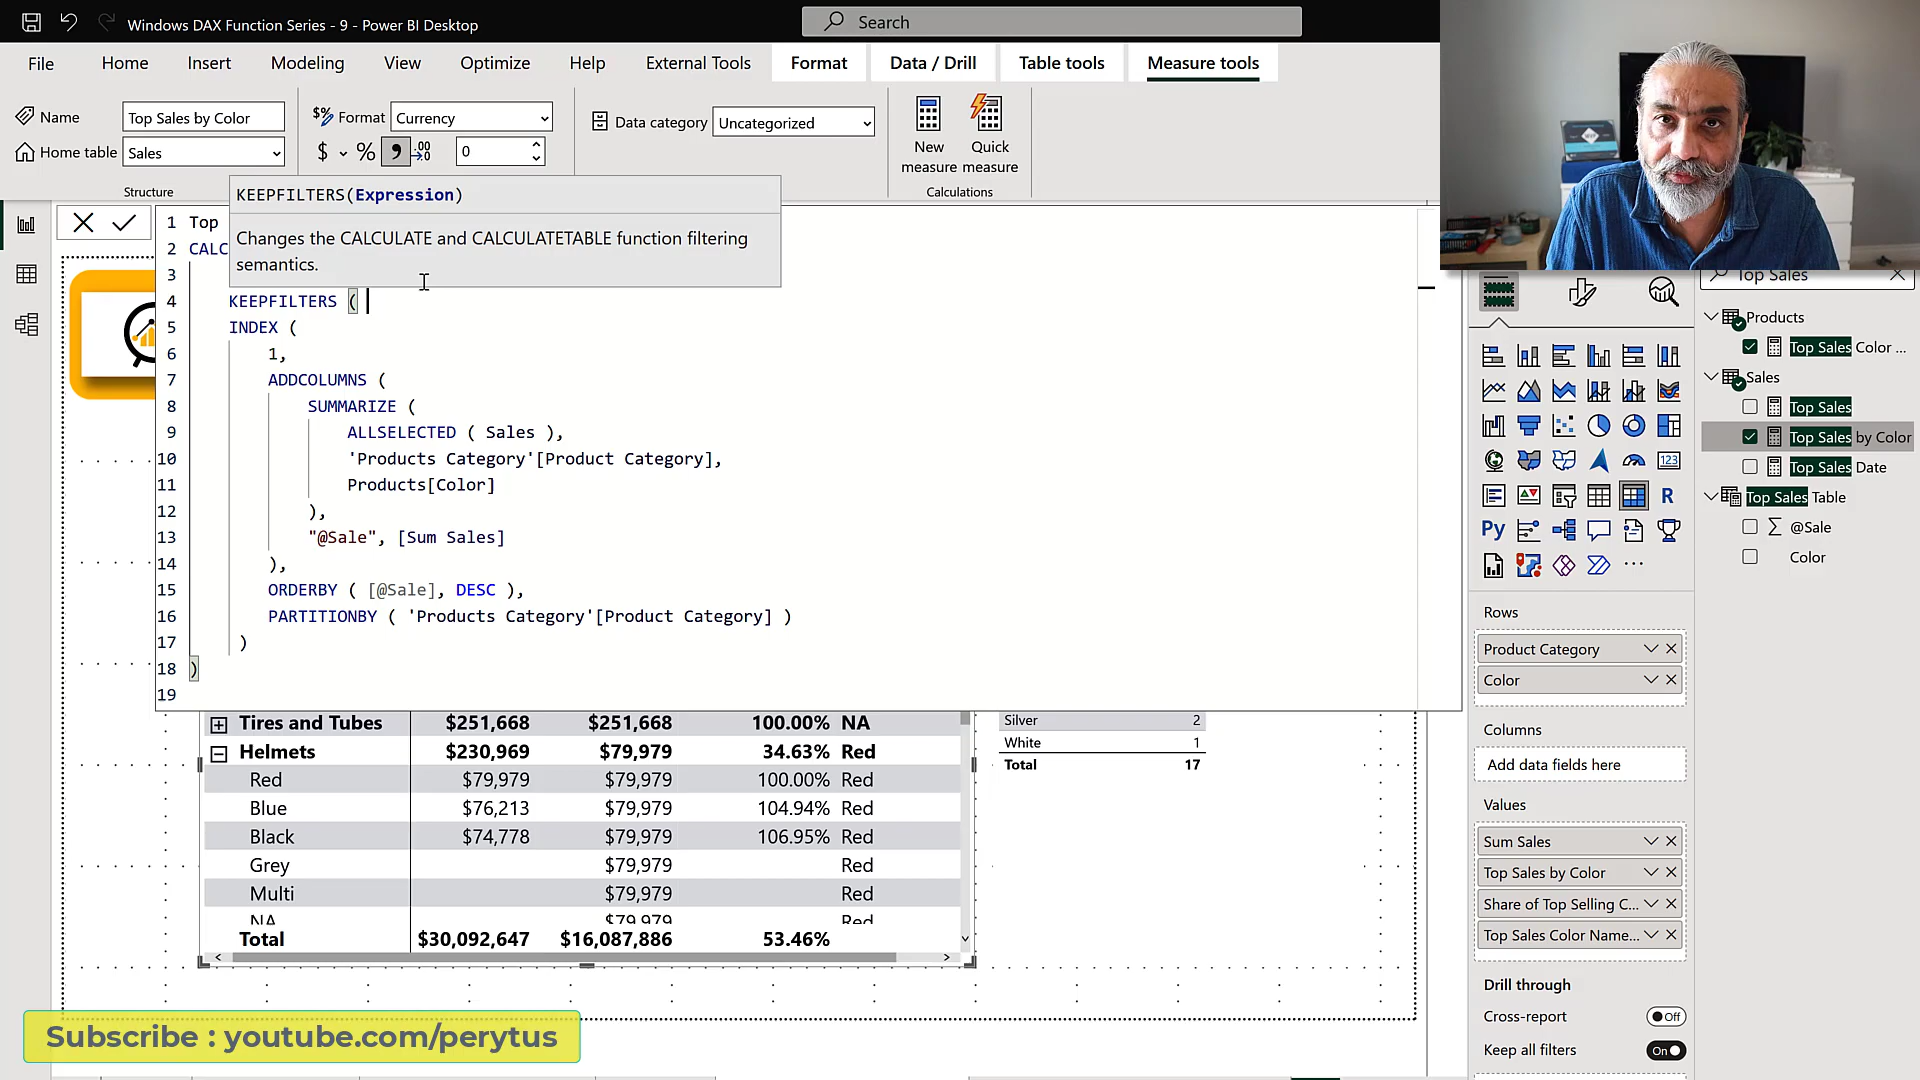 Windows DAX Function Series - 9 - Power BI Desktop
Search
File
Home
Insert
Modeling
View
Optimize
Help
External Tools
Format
Data / Drill
Table tools
Measure tools
Name
Top Sales by Color
Home table
Sales
Structure
$% Format
Currency
$ % , .00
0
Data category
Uncategorized
New measure
Quick measure
Calculations
KEEPFILTERS(Expression)
Changes the CALCULATE and CALCULATETABLE function filtering
semantics.
1 Top
2 CALC
3
4 KEEPFILTERS (
5 INDEX (
6 1,
7 ADDCOLUMNS (
8 SUMMARIZE (
9 ALLSELECTED ( Sales ),
10 'Products Category'[Product Category],
11 Products[Color]
12 ),
13 "@Sale", [Sum Sales]
14 ),
15 ORDERBY ( [@Sale], DESC ),
16 PARTITIONBY ( 'Products Category'[Product Category] )
17 )
18 )
19
Tires and Tubes $251,668 $251,668 100.00% NA
Helmets $230,969 $79,979 34.63% Red
Red $79,979 $79,979 100.00% Red
Blue $76,213 $79,979 104.94% Red
Black $74,778 $79,979 106.95% Red
Grey $79,979 Red
Multi $79,979 Red
NA $79,979 Red
Total $30,092,647 $16,087,886 53.46%
Silver 2
White 1
Total 17
Top Sales
Products
Top Sales Color ...
Sales
Top Sales
Top Sales by Color
Top Sales Date
Top Sales Table
@Sale
Color
123
R
Py
Rows
Product Category
Color
Columns
Add data fields here
Values
Sum Sales
Top Sales by Color
Share of Top Selling C...
Top Sales Color Name...
Drill through
Cross-report
Off
Keep all filters
On
Subscribe : youtube.com/perytus